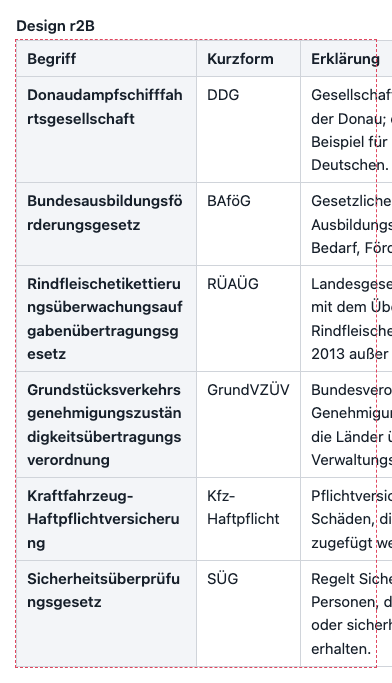 Design r2B
Begriff Kurzform Erklärung
Donaudampfschifffah DDG Gesellschaf
rtsgesellschaft der Donau;
Beispiel für
Deutschen.
Bundesausbildungsfö BAföG Gesetzliche
rderungsgesetz Ausbildungs
Bedarf, Förd
Rindfleischetikettieru RÜAÜG Landesgese
ngsüberwachungsauf mit dem Übe
gabenübertragungsg Rindfleische
esetz 2013 außer
Grundstücksverkehrs GrundVZÜV Bundesvero
genehmigungszustän Genehmigun
digkeitsübertragungs die Länder
verordnung Verwaltungs
Kraftfahrzeug- Kfz- Pflichtversic
Haftpflichtversicheru Haftpflicht Schäden, di
ng zugefügt we
Sicherheitsüberprüfu SÜG Regelt Siche
ngsgesetz Personen, d
oder sicherh
erhalten.